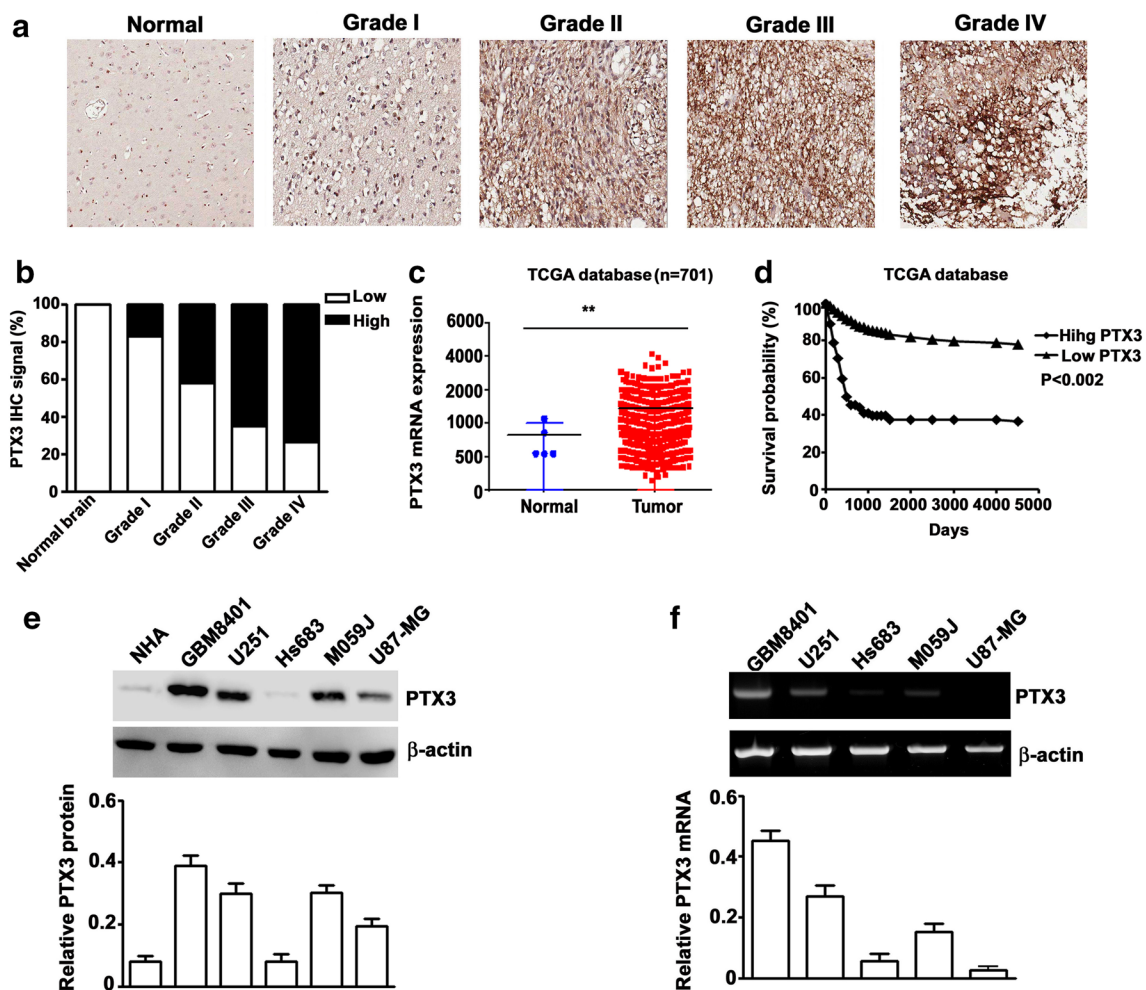 a
Normal
Grade I
Grade II
Grade III
Grade IV
b
PTX3 IHC signal (%)
100
80
60
40
20
0
Low
High
Normal brain
Grade I
Grade II
Grade III
Grade IV
c
TCGA database (n=701)
**
PTX3 mRNA expression
6000
4000
2000
1000
500
0
Normal
Tumor
d
TCGA database
Survival probability (%)
100
80
60
40
20
0
0
1000
2000
3000
4000
5000
Days
Hihg PTX3
Low PTX3
P<0.002
e
NHA
GBM8401
U251
Hs683
M059J
U87-MG
PTX3
β-actin
Relative PTX3 protein
0.6
0.4
0.2
0
f
GBM8401
U251
Hs683
M059J
U87-MG
PTX3
β-actin
Relative PTX3 mRNA
0.6
0.4
0.2
0